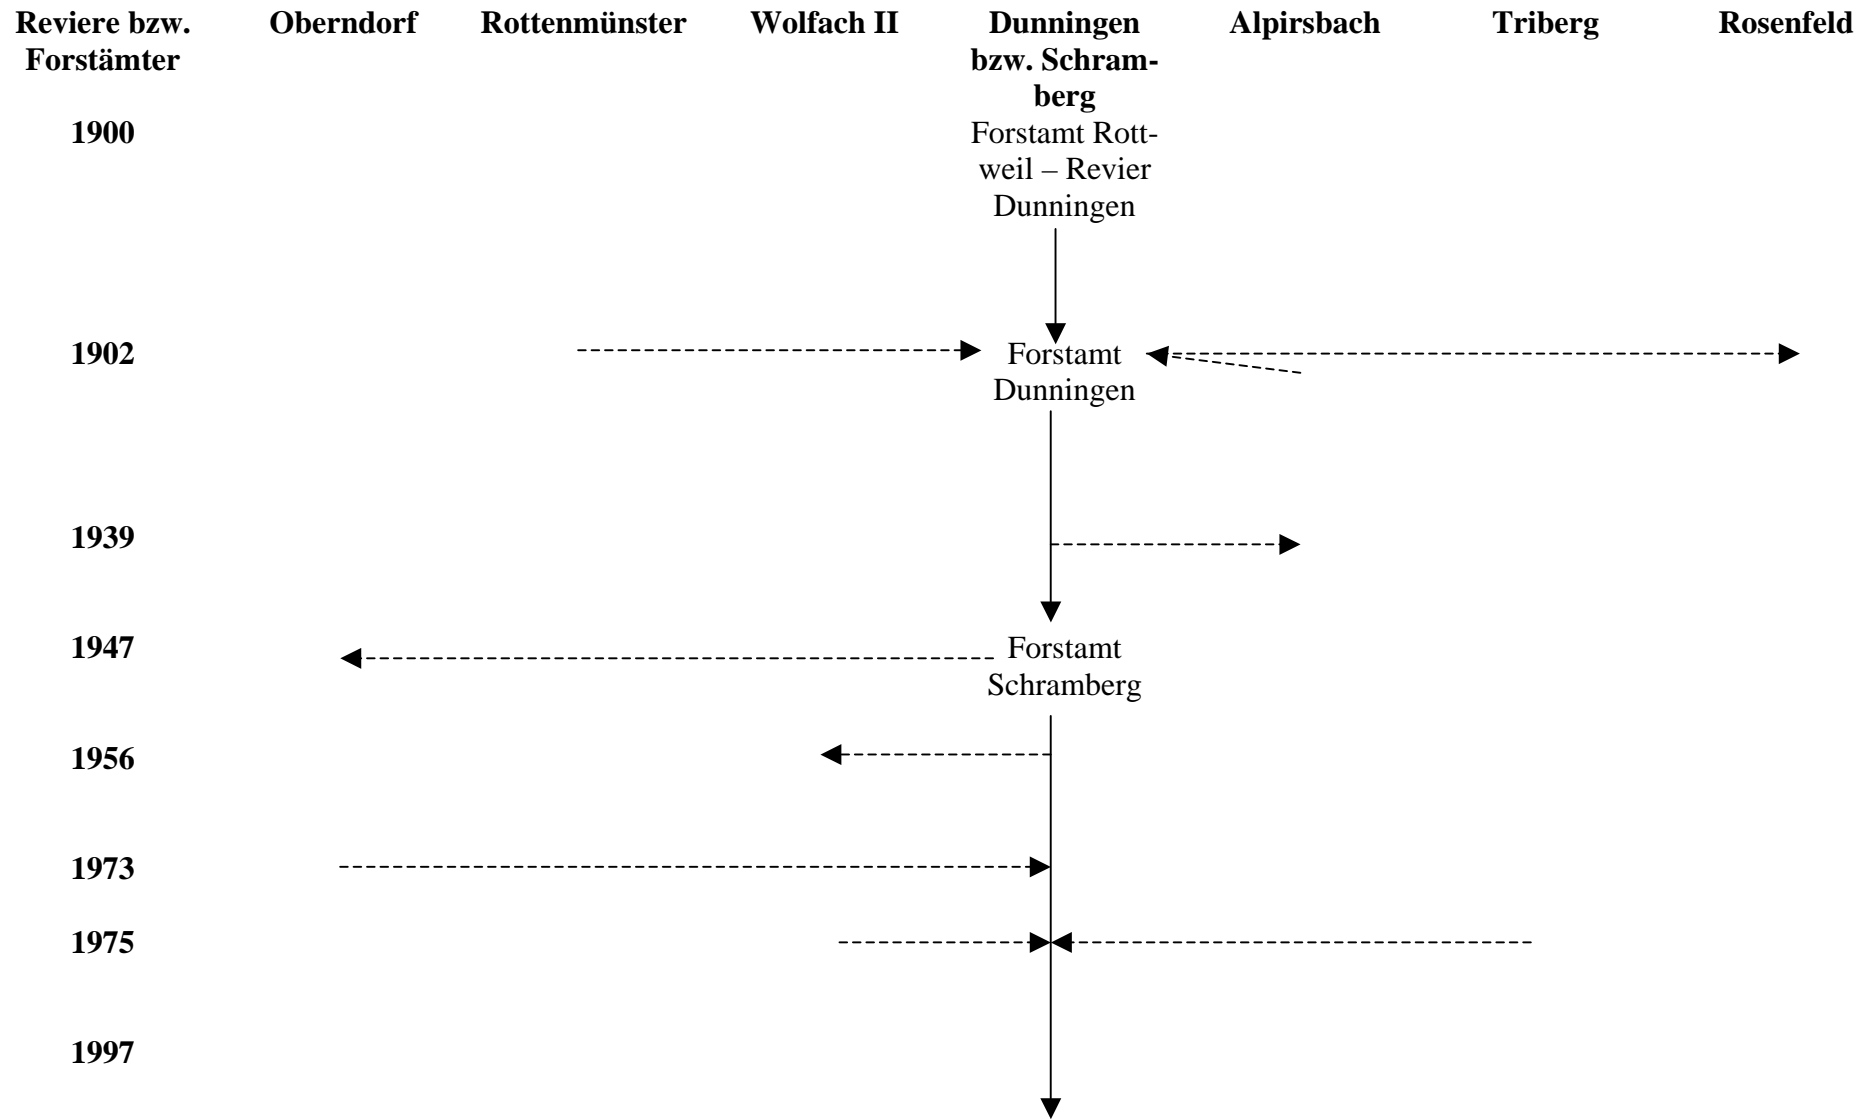 Reviere bzw. Oberndorf Rottenmünster Wolfach II Dunningen Alpirsbach Triberg Rosenfeld
Forstämter bzw. Schram-
berg
1900 Forstamt Rott-
weil – Revier
Dunningen
1902 Forstamt
Dunningen
1939
1947 Forstamt
Schramberg
1956
1973
1975
1997